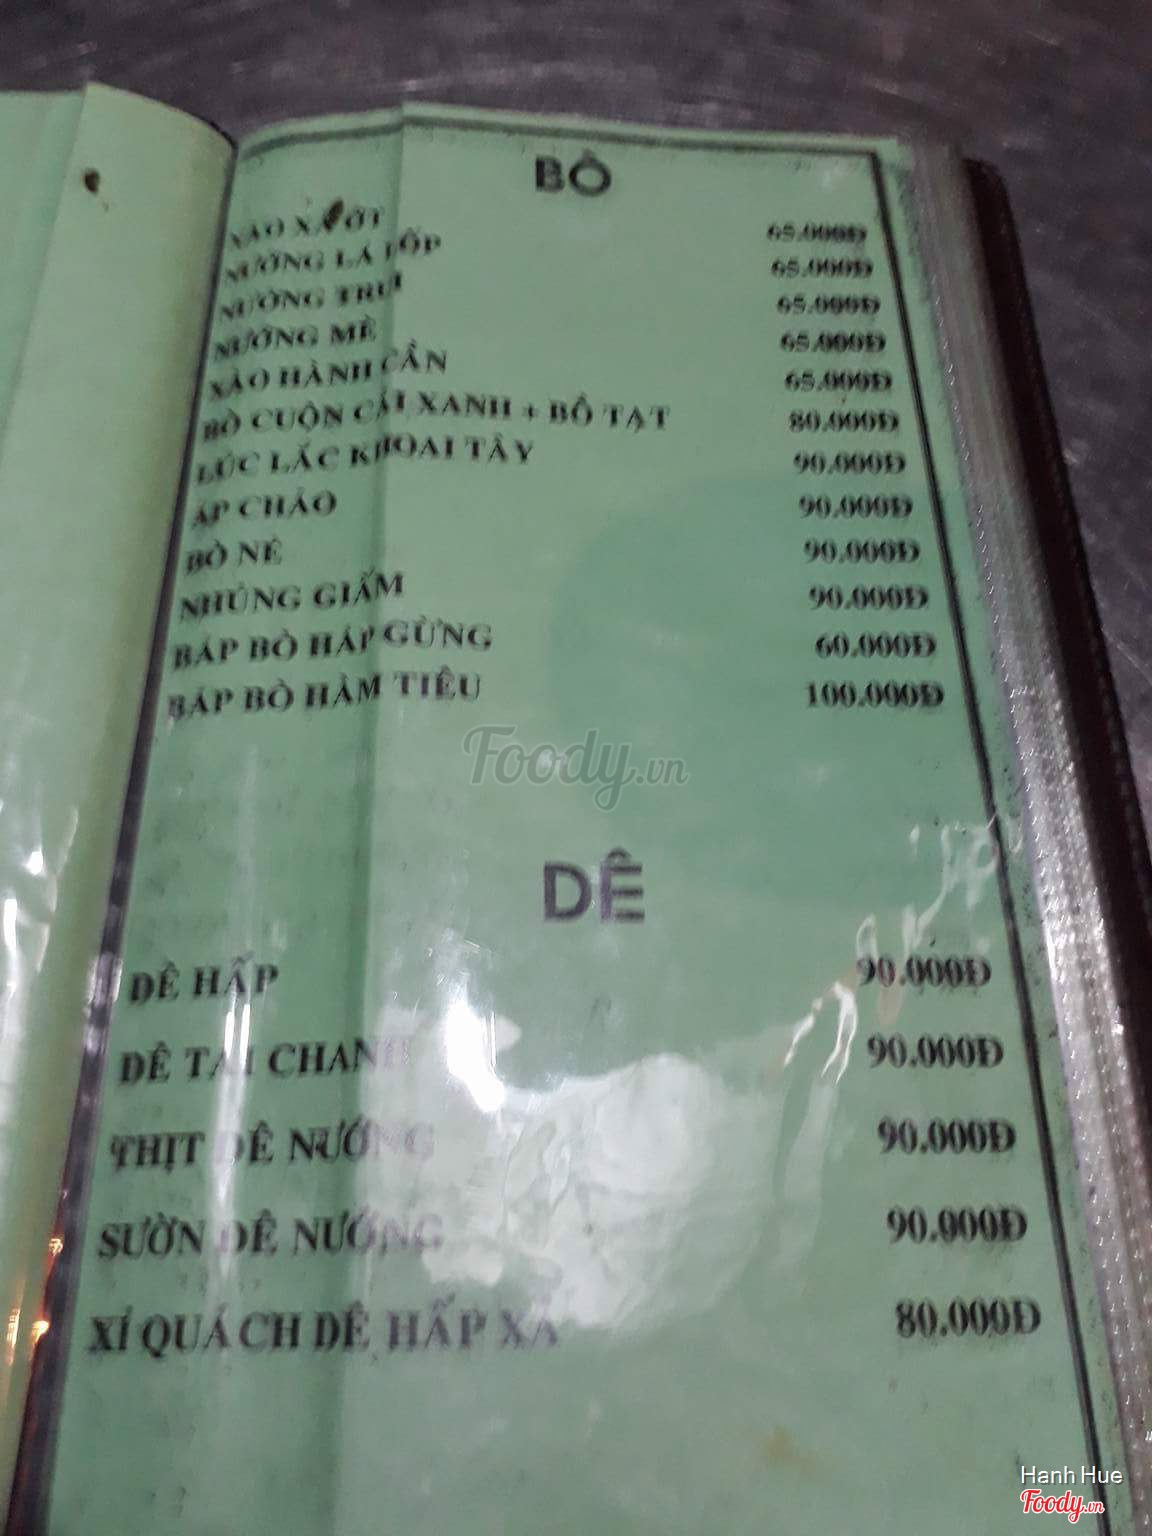 BÒ
XÀO XẢ ỚT 65.000Đ
NƯỚNG LÁ LỐP 65.000Đ
NƯỚNG TRUI 65.000Đ
NƯỚNG MÈ 65.000Đ
XÀO HÀNH CẦN 65.000Đ
BÒ CUỘN CẢI XANH + BÔ TẠT 80.000Đ
LÚC LẮC KHOAI TÂY 90.000Đ
ÁP CHẢO 90.000Đ
BÒ NÉ 90.000Đ
NHÚNG GIẤM 90.000Đ
BẮP BÒ HẤP GỪNG 60.000Đ
BẮP BÒ HẦM TIÊU 100.000Đ
Foody.vn
DÊ
DÊ HẤP 90.000Đ
DÊ TÁI CHANH 90.000Đ
THỊT DÊ NƯỚNG 90.000Đ
SƯỜN DÊ NƯỚNG 90.000Đ
XÍ QUÁCH DÊ HẤP XẢ 80.000Đ
Hanh Hue
Foody.vn